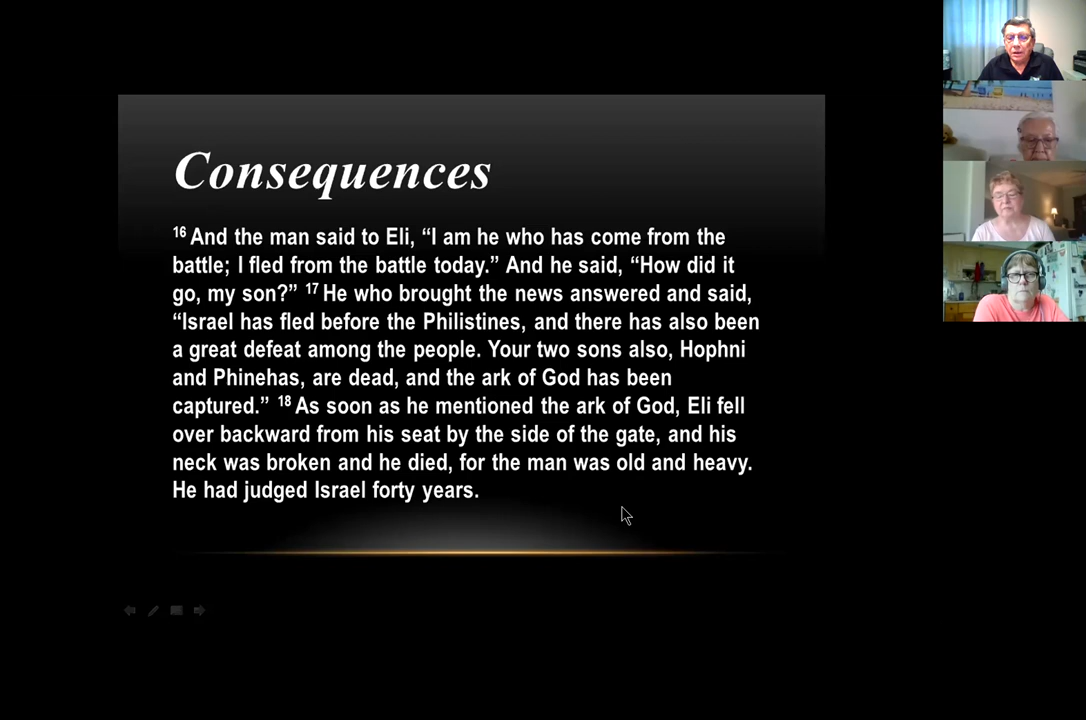 Consequences
16 And the man said to Eli, “I am he who has come from the
battle; I fled from the battle today.” And he said, “How did it
go, my son?” 17 He who brought the news answered and said,
“Israel has fled before the Philistines, and there has also been
a great defeat among the people. Your two sons also, Hophni
and Phinehas, are dead, and the ark of God has been
captured.” 18 As soon as he mentioned the ark of God, Eli fell
over backward from his seat by the side of the gate, and his
neck was broken and he died, for the man was old and heavy.
He had judged Israel forty years.